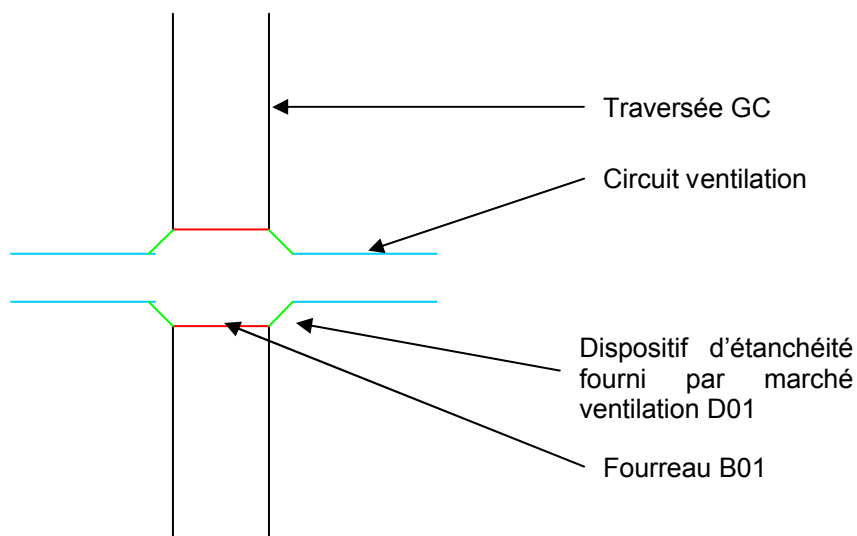 Traversée GC
Circuit ventilation
Dispositif d'étanchéité
fourni par marché
ventilation D01
Fourreau B01